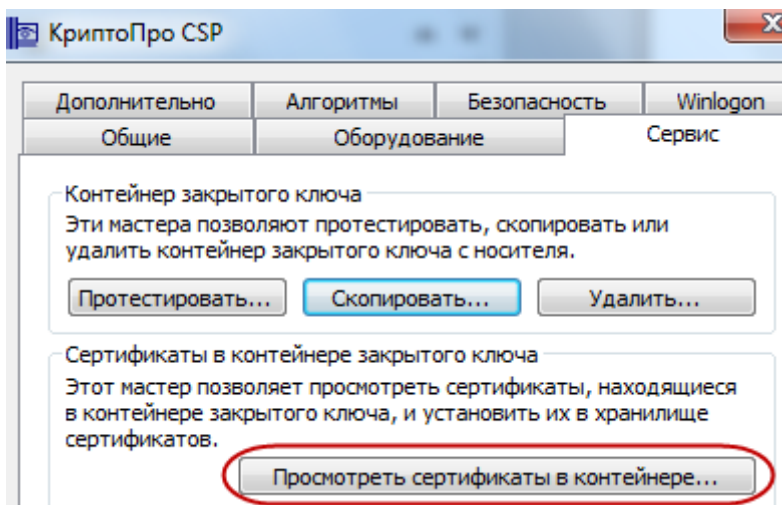 КриптоПро CSP
Дополнительно Алгоритмы Безопасность Winlogon
Общие Оборудование Сервис
Контейнер закрытого ключа
Эти мастера позволяют протестировать, скопировать или
удалить контейнер закрытого ключа с носителя.
Протестировать... Скопировать... Удалить...
Сертификаты в контейнере закрытого ключа
Этот мастер позволяет просмотреть сертификаты, находящиеся
в контейнере закрытого ключа, и установить их в хранилище
сертификатов.
Просмотреть сертификаты в контейнере...